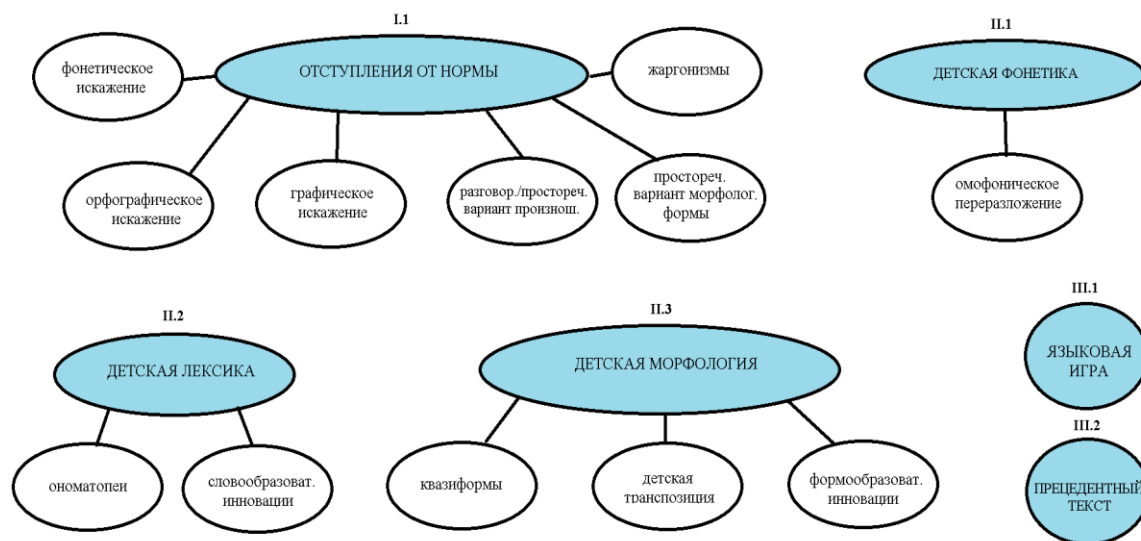 I.1
ОТСТУПЛЕНИЯ ОТ НОРМЫ
фонетическое
искажение
жаргонизмы
орфографическое
искажение
графическое
искажение
разговор./простореч.
вариант произнош.
простореч.
вариант морфолог.
формы
II.1
ДЕТСКАЯ ФОНЕТИКА
омофоническое
переразложение
II.2
ДЕТСКАЯ ЛЕКСИКА
ономатопеи
словообразоват.
инновации
II.3
ДЕТСКАЯ МОРФОЛОГИЯ
квазиформы
детская
транспозиция
формообразоват.
инновации
III.1
ЯЗЫКОВАЯ
ИГРА
III.2
ПРЕЦЕДЕНТНЫЙ
ТЕКСТ